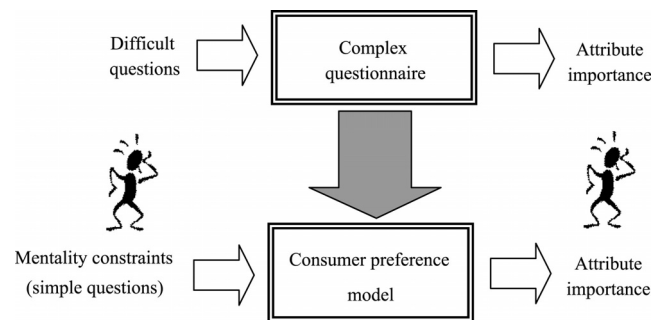 Difficult
questions
Complex
questionnaire
Attribute
importance
Mentality constraints
(simple questions)
Consumer preference
model
Attribute
importance